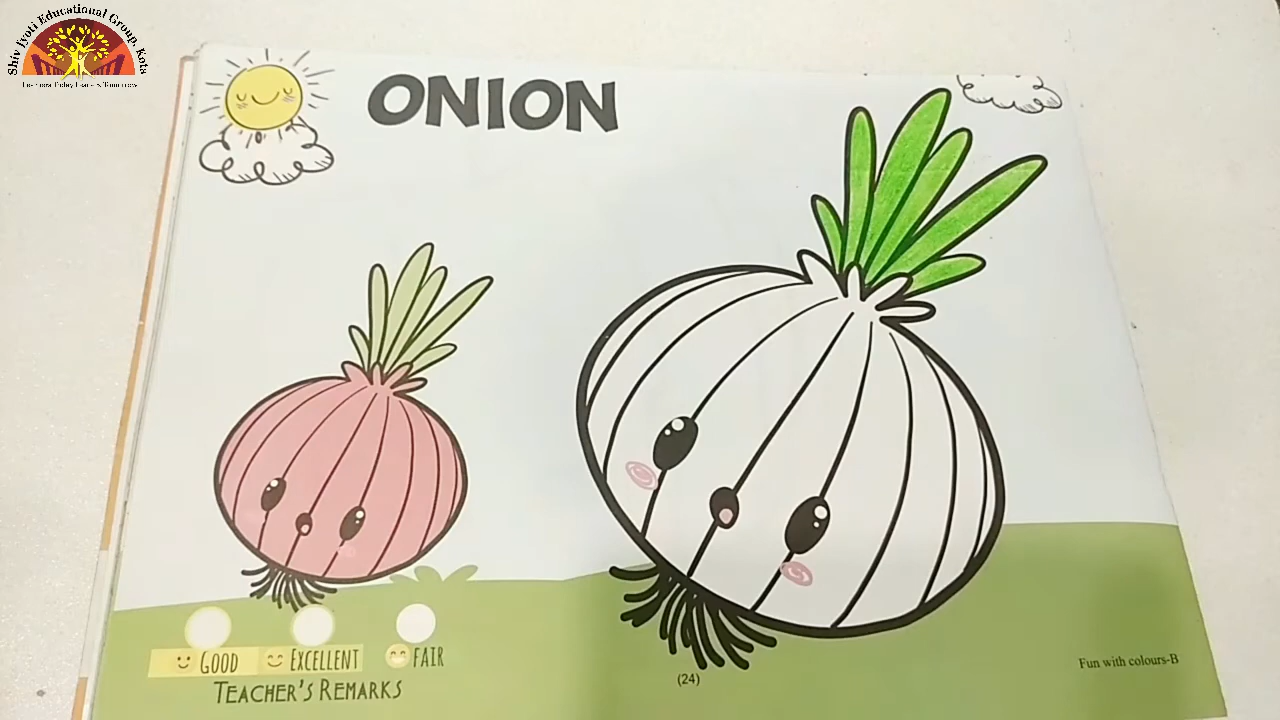 Shiv Jyoti Educational Group, Kota
ONION
GOOD
EXCELLENT
FAIR
TEACHER'S REMARKS
(24)
Fun with colours-B